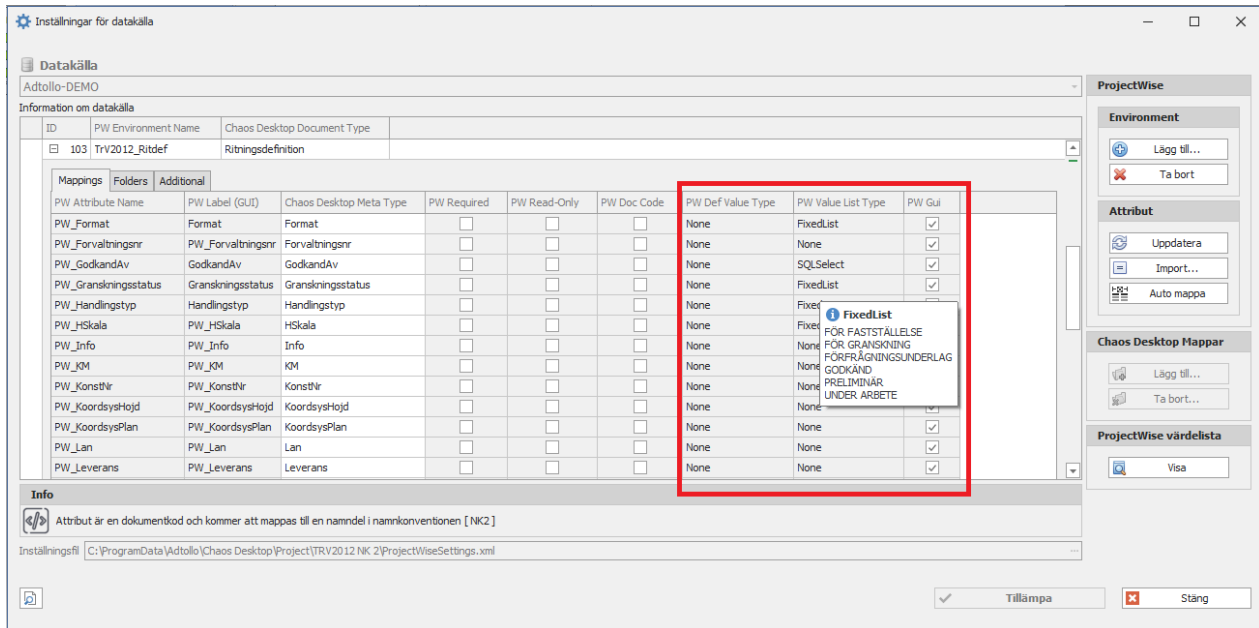 Inställningar för datakälla
Datakälla
Adtollo-DEMO
Information om datakälla
ID PW Environment Name Chaos Desktop Document Type
103 TrV2012_Ritdef Ritningsdefinition
Mappings Folders Additional
PW Attribute Name PW Label (GUI) Chaos Desktop Meta Type PW Required PW Read-Only PW Doc Code PW Def Value Type PW Value List Type PW Gui
PW_Format Format Format None FixedList
PW_Forvaltningsnr PW_Forvaltningsnr Forvaltningsnr None None
PW_GodkandAv GodkandAv GodkandAv None SQLSelect
PW_Granskningsstatus Granskningsstatus Granskningsstatus None FixedList
PW_Handlingstyp Handlingstyp Handlingstyp None
PW_HSkala PW_HSkala HSkala None
PW_Info PW_Info Info None None
PW_KM PW_KM KM None None
PW_KonstNr PW_KonstNr KonstNr None None
PW_KoordsysHojd PW_KoordsysHojd KoordsysHojd None None
PW_KoordsysPlan PW_KoordsysPlan KoordsysPlan None None
PW_Lan PW_Lan Lan None None
PW_Leverans PW_Leverans Leverans None None
FixedList
FÖR FASTSTÄLLELSE
FÖR GRANSKNING
FÖRFRÅGNINGSUNDERLAG
GODKÄND
PRELIMINÄR
UNDER ARBETE
Info
Attribut är en dokumentkod och kommer att mappas till en namndel i namnkonventionen [ NK2 ]
Inställningsfil C:\ProgramData\Adtollo\Chaos Desktop\Project\TRV2012 NK 2\ProjectWiseSettings.xml
ProjectWise
Environment
Lägg till...
Ta bort
Attribut
Uppdatera
Import...
Auto mappa
Chaos Desktop Mappar
Lägg till...
Ta bort...
ProjectWise värdelista
Visa
Tillämpa
Stäng